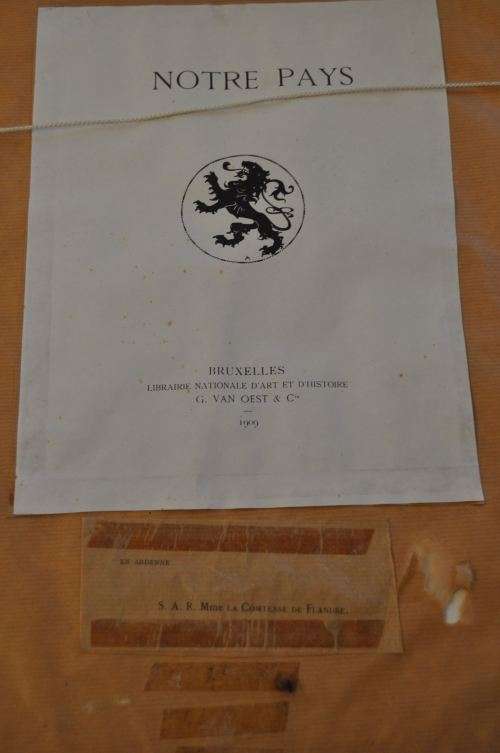 NOTRE PAYS
BRUXELLES
LIBRAIRIE NATIONALE D'ART ET D'HISTOIRE
G. VAN OEST & Cie
1909
EN ARDENNE
S. A. R. Mme LA COMTESSE DE FLANDRE.